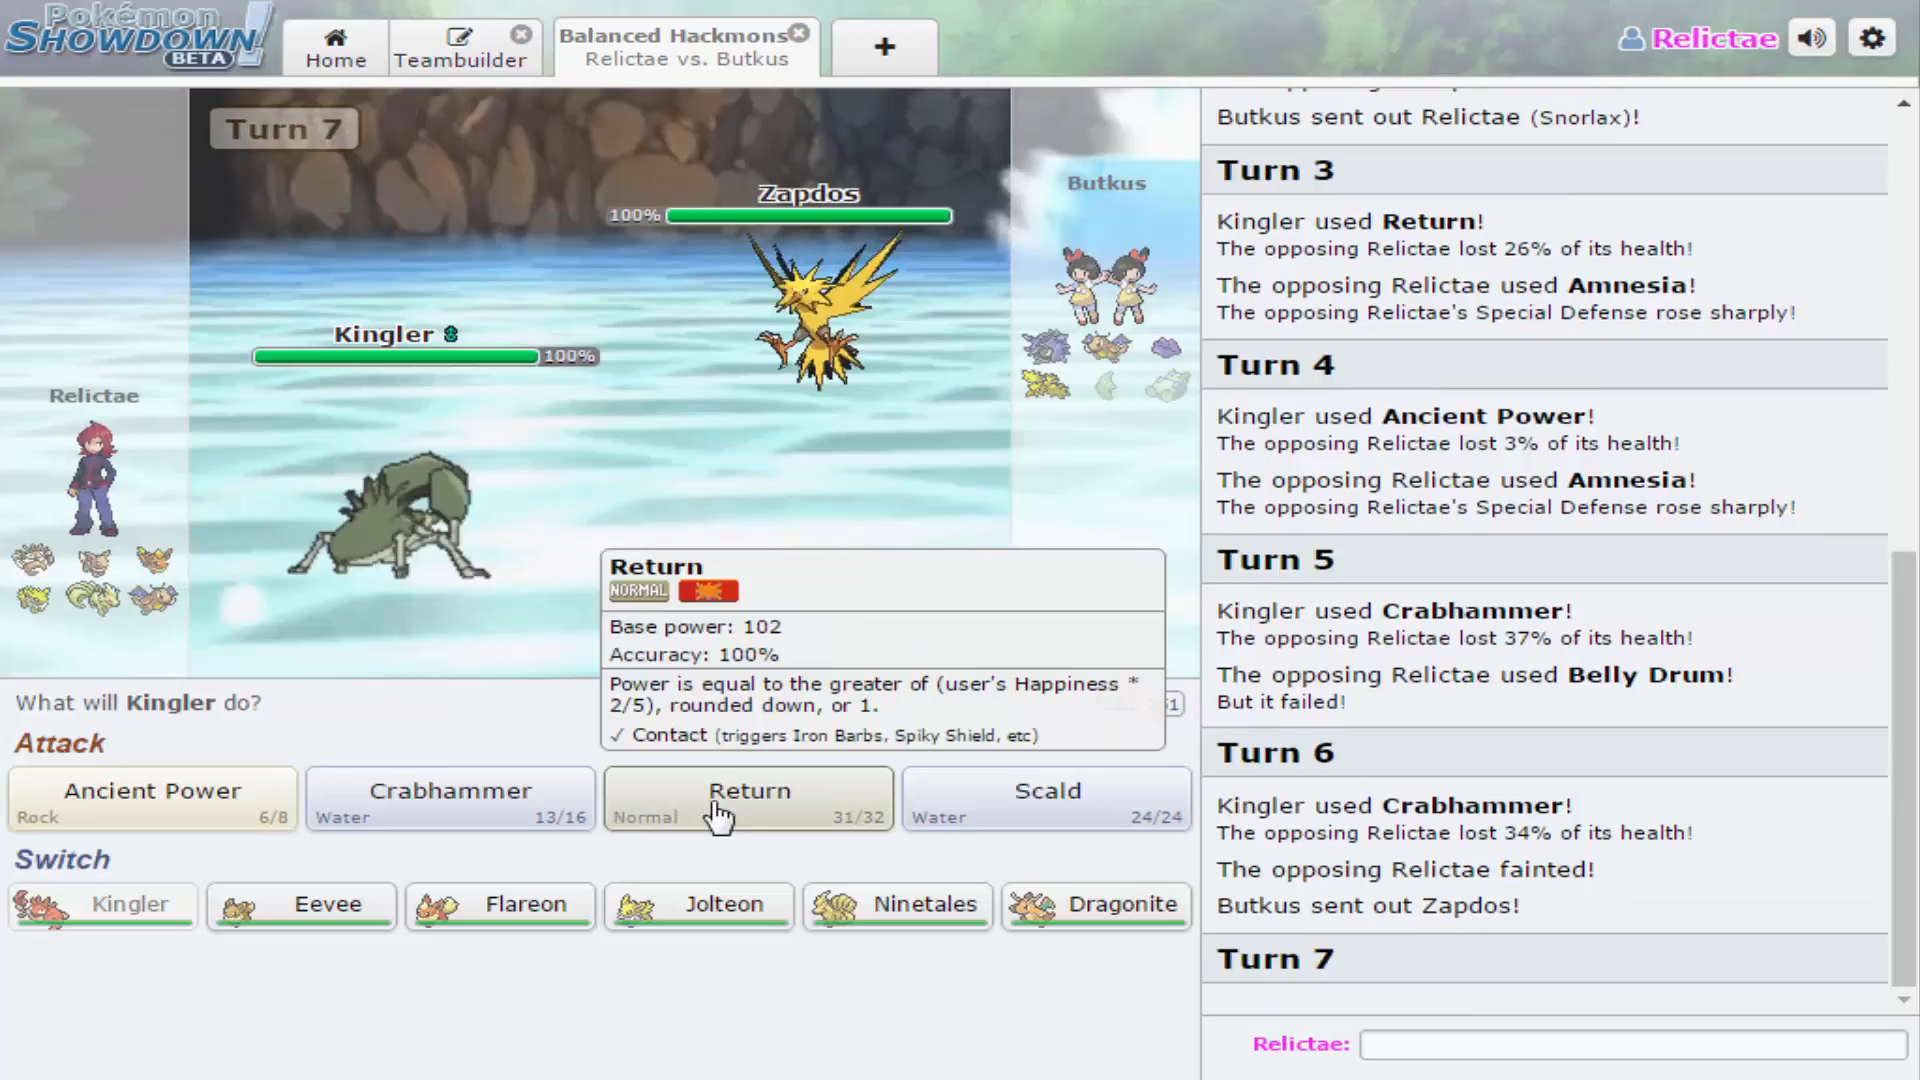 Pokémon
SHOWDOWN!
BETA
Home
Teambuilder
Balanced Hackmons
Relictae vs. Butkus
+
Relictae
Turn 7
Zapdos
100%
Kingler
100%
Relictae
Butkus
Return
NORMAL
Base power: 102
Accuracy: 100%
Power is equal to the greater of (user's Happiness *
2/5), rounded down, or 1.
✓ Contact (triggers Iron Barbs, Spiky Shield, etc)
What will Kingler do?
Attack
Ancient Power
Rock 6/8
Crabhammer
Water 13/16
Return
Normal 31/32
Scald
Water 24/24
Switch
Kingler
Eevee
Flareon
Jolteon
Ninetales
Dragonite
Butkus sent out Relictae (Snorlax)!
Turn 3
Kingler used Return!
The opposing Relictae lost 26% of its health!
The opposing Relictae used Amnesia!
The opposing Relictae's Special Defense rose sharply!
Turn 4
Kingler used Ancient Power!
The opposing Relictae lost 3% of its health!
The opposing Relictae used Amnesia!
The opposing Relictae's Special Defense rose sharply!
Turn 5
Kingler used Crabhammer!
The opposing Relictae lost 37% of its health!
The opposing Relictae used Belly Drum!
But it failed!
Turn 6
Kingler used Crabhammer!
The opposing Relictae lost 34% of its health!
The opposing Relictae fainted!
Butkus sent out Zapdos!
Turn 7
Relictae: